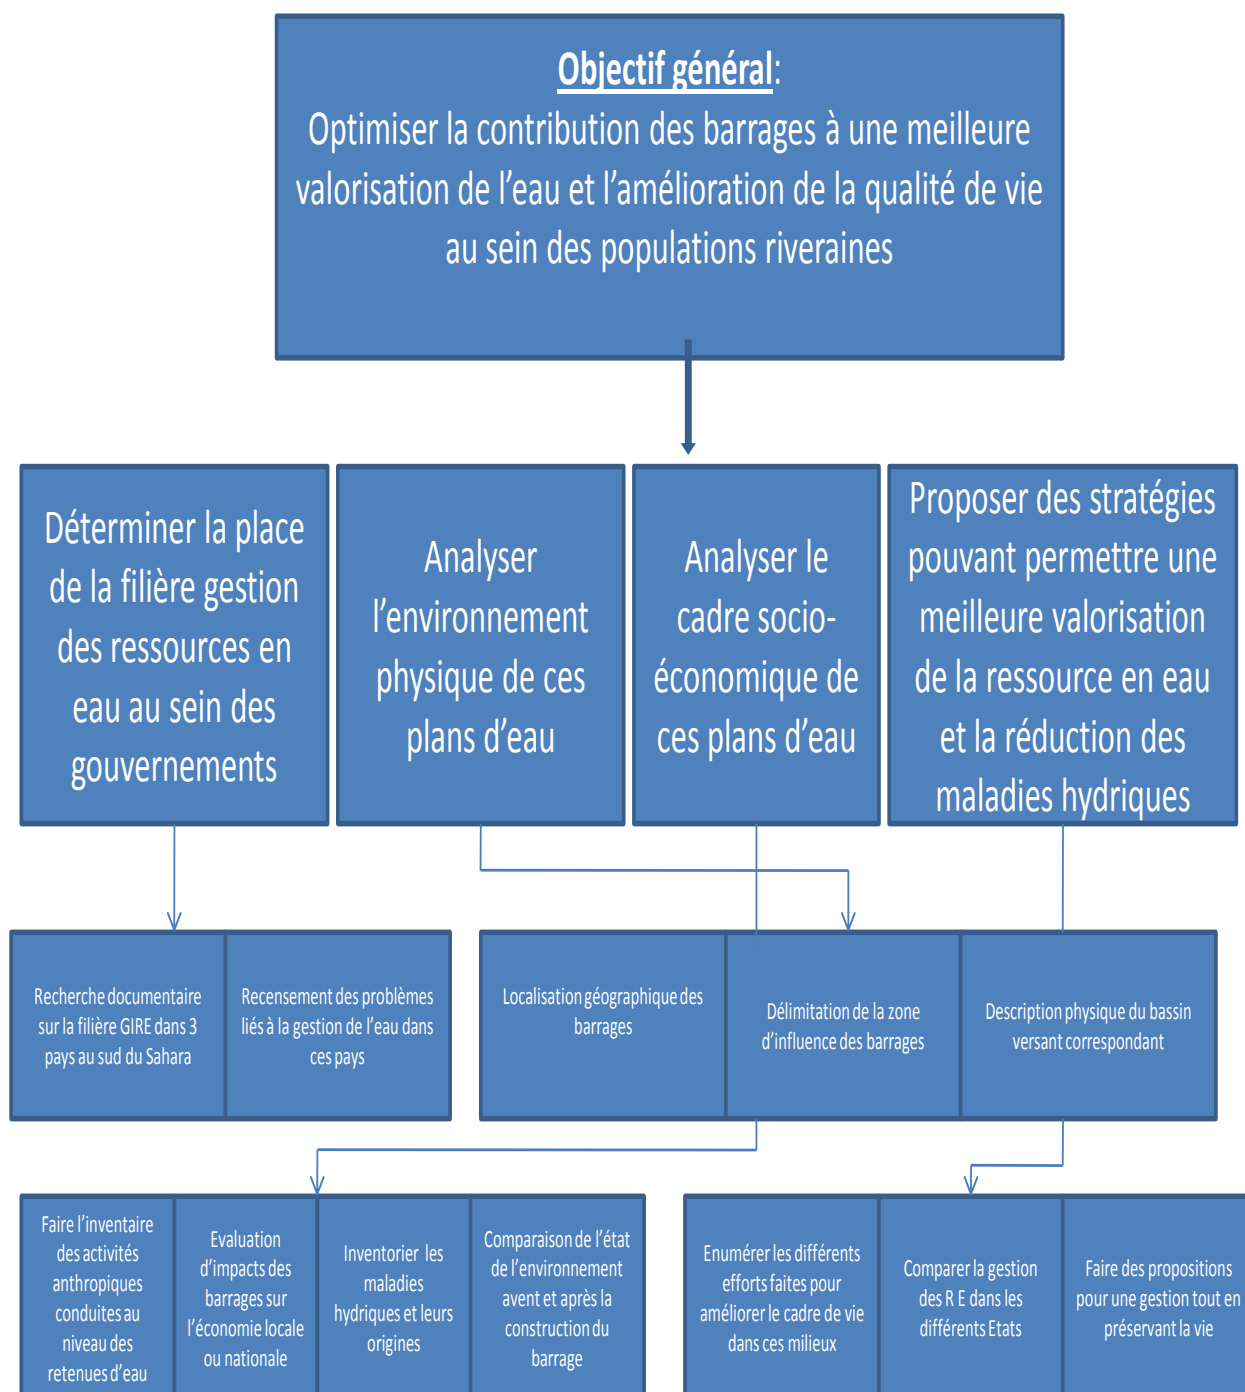 Objectif général:
Optimiser la contribution des barrages à une meilleure
valorisation de l'eau et l'amélioration de la qualité de vie
au sein des populations riveraines
Déterminer la place
de la filière gestion
des ressources en
eau au sein des
gouvernements
Analyser
l'environnement
physique de ces
plans d'eau
Analyser le
cadre socio-
économique de
ces plans d'eau
Proposer des stratégies
pouvant permettre une
meilleure valorisation
de la ressource en eau
et la réduction des
maladies hydriques
Recherche documentaire
sur la filière GIRE dans 3
pays au sud du Sahara
Recensement des problèmes
liés à la gestion de l'eau dans
ces pays
Localisation géographique des
barrages
Délimitation de la zone
d'influence des barrages
Description physique du bassin
versant correspondant
Faire l'inventaire
des activités
anthropiques
conduites au
niveau des
retenues d'eau
Evaluation
d'impacts des
barrages sur
l'économie locale
ou nationale
Inventorier les
maladies
hydriques et leurs
origines
Comparaison de l'état
de l'environnement
avent et après la
construction du
barrage
Enumérer les différents
efforts faites pour
améliorer le cadre de vie
dans ces milieux
Comparer la gestion
des R E dans les
différents Etats
Faire des propositions
pour une gestion tout en
préservant la vie